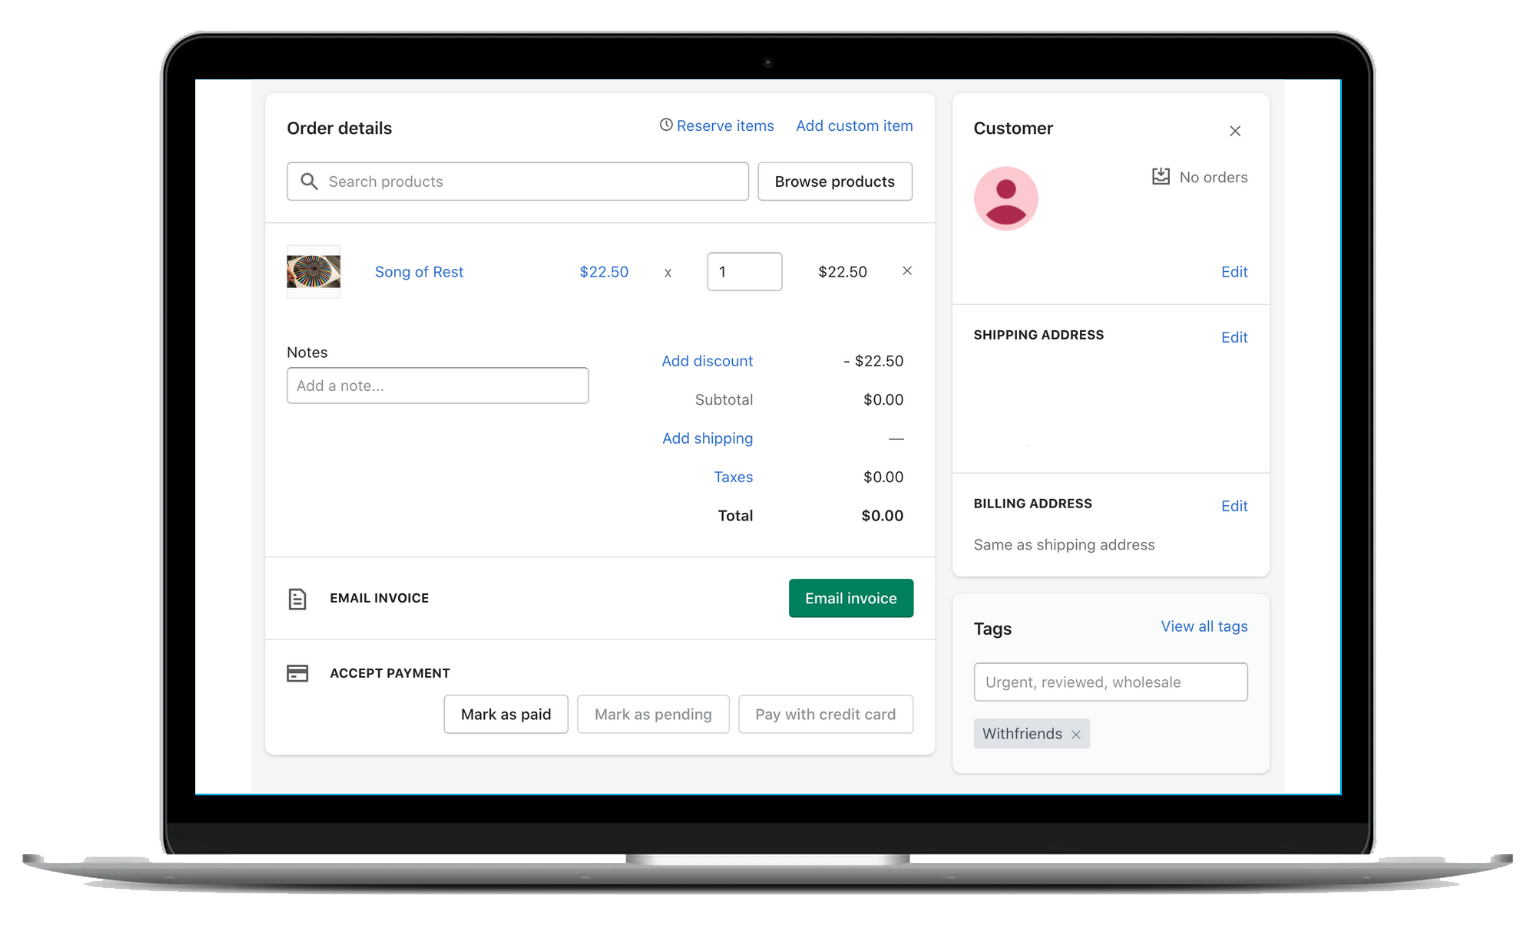 Order details
Reserve items
Add custom item
Search products
Browse products
Song of Rest
$22.50 x 1 $22.50
Notes
Add a note...
Add discount - $22.50
Subtotal $0.00
Add shipping —
Taxes $0.00
Total $0.00
EMAIL INVOICE
Email invoice
ACCEPT PAYMENT
Mark as paid
Mark as pending
Pay with credit card
Customer
No orders
Edit
SHIPPING ADDRESS
Edit
BILLING ADDRESS
Edit
Same as shipping address
Tags
View all tags
Urgent, reviewed, wholesale
Withfriends